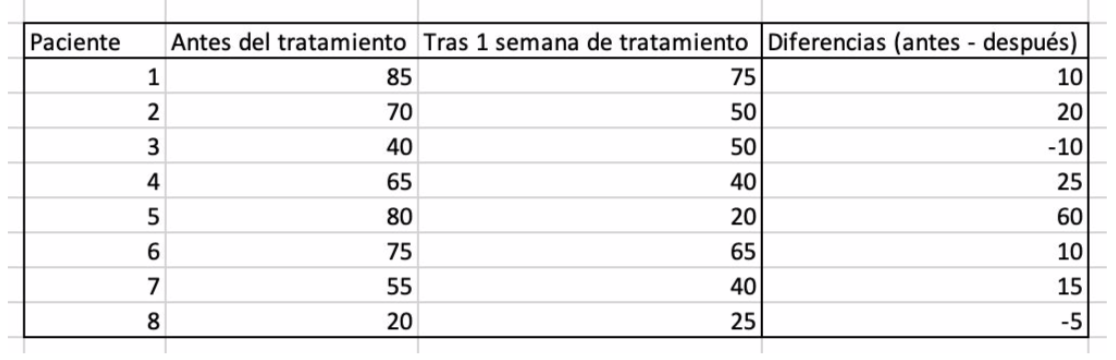 Paciente Antes del tratamiento Tras 1 semana de tratamiento Diferencias (antes - después)
1 85 75 10
2 70 50 20
3 40 50 -10
4 65 40 25
5 80 20 60
6 75 65 10
7 55 40 15
8 20 25 -5